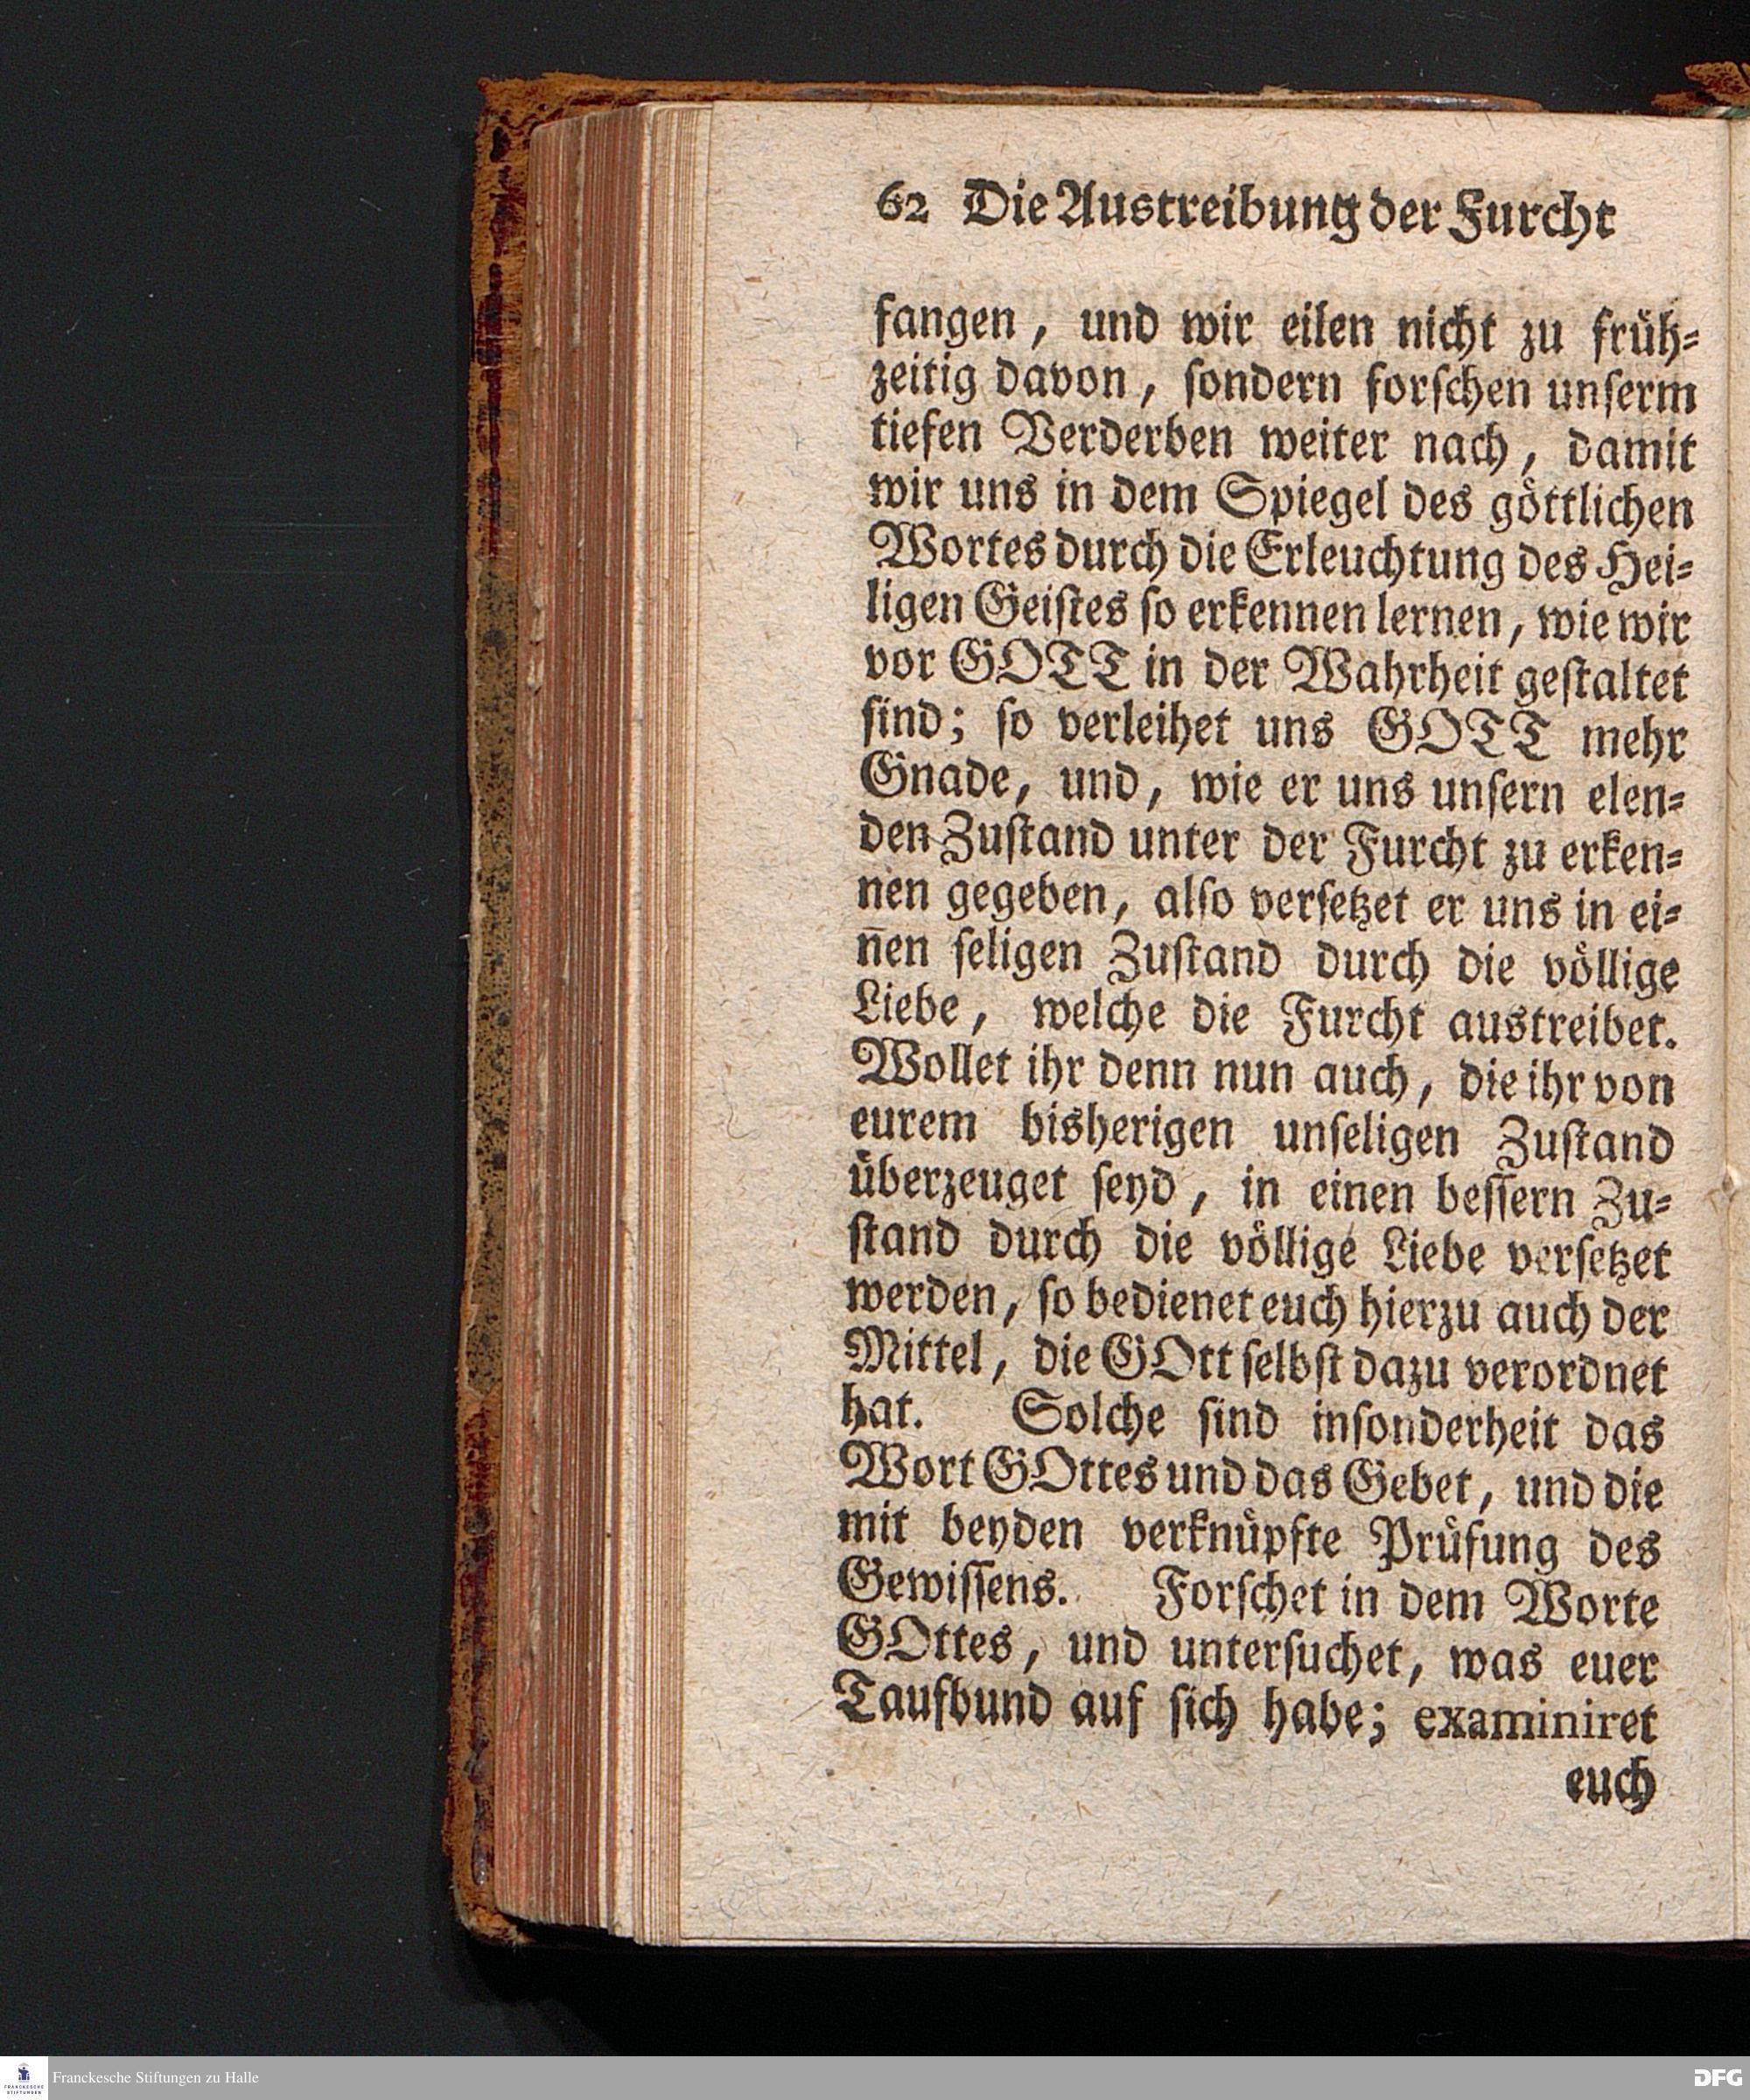 62 Die Austreibung der Furcht
fangen, und wir eilen nicht zu früh-
zeitig davon, ſondern forſchen unſerm
tiefen Verderben weiter nach, damit
wir uns in dem Spiegel des göttlichen
Wortes durch die Erleuchtung des Hei-
ligen Geiſtes ſo erkennen lernen, wie wir
vor GOTT in der Wahrheit geſtaltet
ſind; ſo verleihet uns GOTT mehr
Gnade, und, wie er uns unſern elen-
den Zuſtand unter der Furcht zu erken-
nen gegeben, alſo verſetzet er uns in ei-
nen ſeligen Zuſtand durch die völlige
Liebe, welche die Furcht austreibet.
Wollet ihr denn nun auch, die ihr von
eurem bisherigen unſeligen Zuſtand
überzeuget ſeyd, in einen beſſern Zu-
ſtand durch die völlige Liebe verſetzet
werden, ſo bedienet euch hierzu auch der
Mittel, die GOtt ſelbſt dazu verordnet
hat. Solche ſind inſonderheit das
Wort GOttes und das Gebet, und die
mit beyden verknüpfte Prüfung des
Gewiſſens. Forſchet in dem Worte
GOttes, und unterſuchet, was euer
Taufbund auf ſich habe; examiniret
euch
FRANCKESCHE STIFTUNGEN
Franckesche Stiftungen zu Halle
DFG